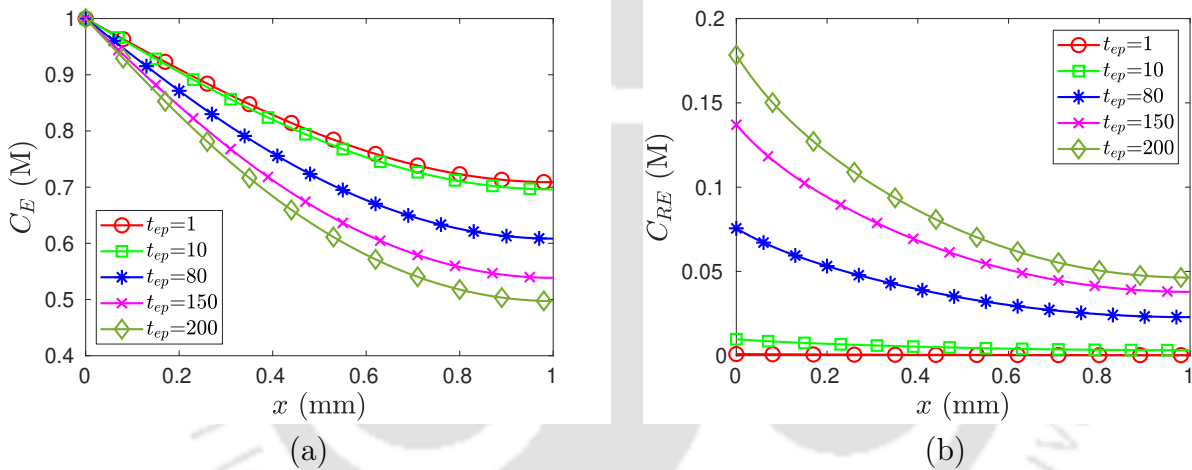 1
0.9
0.8
0.7
0.6
0.5
0.4
C_E (M)
t_ep=1
t_ep=10
t_ep=80
t_ep=150
t_ep=200
0 0.2 0.4 0.6 0.8 1
x (mm)
(a)
0.2
0.15
0.1
0.05
0
C_RE (M)
t_ep=1
t_ep=10
t_ep=80
t_ep=150
t_ep=200
0 0.2 0.4 0.6 0.8 1
x (mm)
(b)